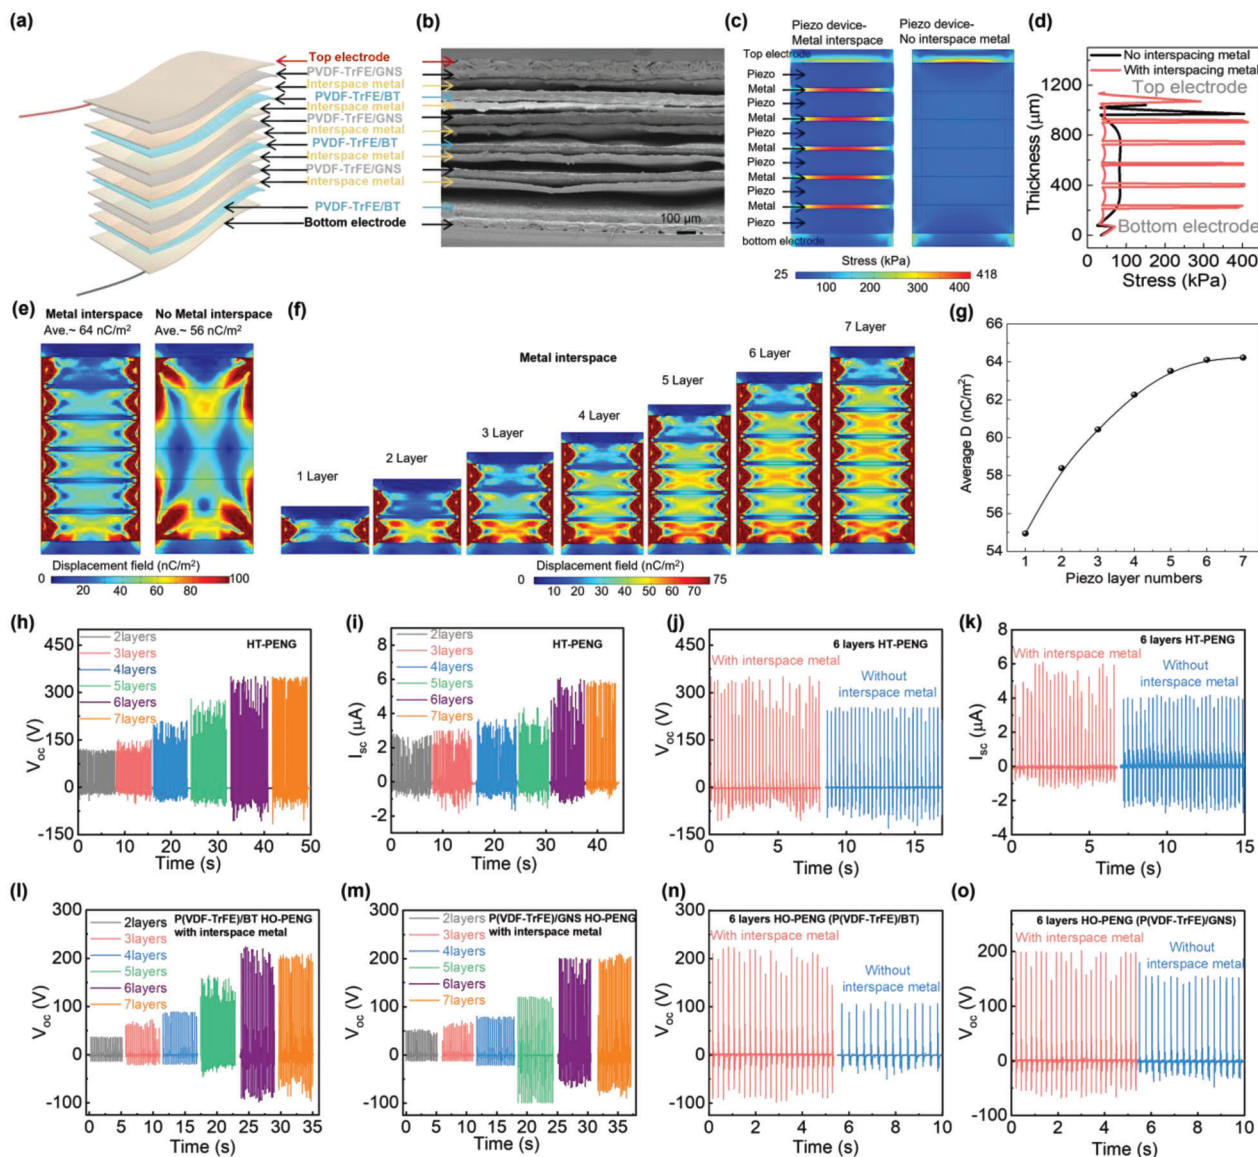 (a)
Top electrode
PVDF-TrFE/GNS
Interspace metal
PVDF-TrFE/BT
Interspace metal
PVDF-TrFE/GNS
Interspace metal
PVDF-TrFE/BT
Interspace metal
PVDF-TrFE/GNS
Interspace metal
PVDF-TrFE/BT
Bottom electrode
(b)
100 μm
(c)
Piezo device-
Metal interspace
Piezo device-
No interspace metal
Top electrode
Piezo
Metal
Piezo
Metal
Piezo
Metal
Piezo
Metal
Piezo
Metal
Piezo
bottom electrode
Stress (kPa)
25
418
100 200 300 400
(d)
No interspacing metal
With interspacing metal
Top electrode
Bottom electrode
1200
800
400
0
Thickness (μm)
0 100 200 300 400
Stress (kPa)
(e)
Metal interspace
Ave.~ 64 nC/m²
No Metal interspace
Ave.~ 56 nC/m²
Displacement field (nC/m²)
0
100
20 40 60 80
(f)
Metal interspace
1 Layer
2 Layer
3 Layer
4 Layer
5 Layer
6 Layer
7 Layer
Displacement field (nC/m²)
0
75
10 20 30 40 50 60 70
(g)
66
64
62
60
58
56
54
Average D (nC/m²)
1 2 3 4 5 6 7
Piezo layer numbers
(h)
2layers
3layers
4layers
5layers
6layers
7layers
HT-PENG
450
300
150
0
-150
Voc (V)
0 10 20 30 40 50
Time (s)
(i)
2layers
3layers
4layers
5layers
6layers
7layers
HT-PENG
8
6
4
2
0
-2
Isc (μA)
0 10 20 30 40
Time (s)
(j)
6 layers HT-PENG
With interspace metal
Without
interspace metal
450
300
150
0
-150
Voc (V)
0 5 10 15
Time (s)
(k)
6 layers HT-PENG
With interspace metal
Without
interspace metal
8
6
4
2
0
-2
-4
Isc (μA)
0 5 10 15
Time (s)
(l)
2layers
3layers
4layers
5layers
6layers
7layers
P(VDF-TrFE)/BT HO-PENG
with interspace metal
300
200
100
0
-100
Voc (V)
0 5 10 15 20 25 30 35
Time (s)
(m)
2layers
3layers
4layers
5layers
6layers
7layers
P(VDF-TrFE)/GNS HO-PENG
with interspace metal
300
200
100
0
-100
Voc (V)
0 5 10 15 20 25 30 35
Time (s)
(n)
6 layers HO-PENG (P(VDF-TrFE)/BT)
With interspace metal
Without
interspace metal
300
200
100
0
-100
Voc (V)
0 2 4 6 8 10
Time (s)
(o)
6 layers HO-PENG (P(VDF-TrFE)/GNS)
With interspace metal
Without
interspace metal
200
100
0
-100
Voc (V)
0 2 4 6 8 10
Time (s)